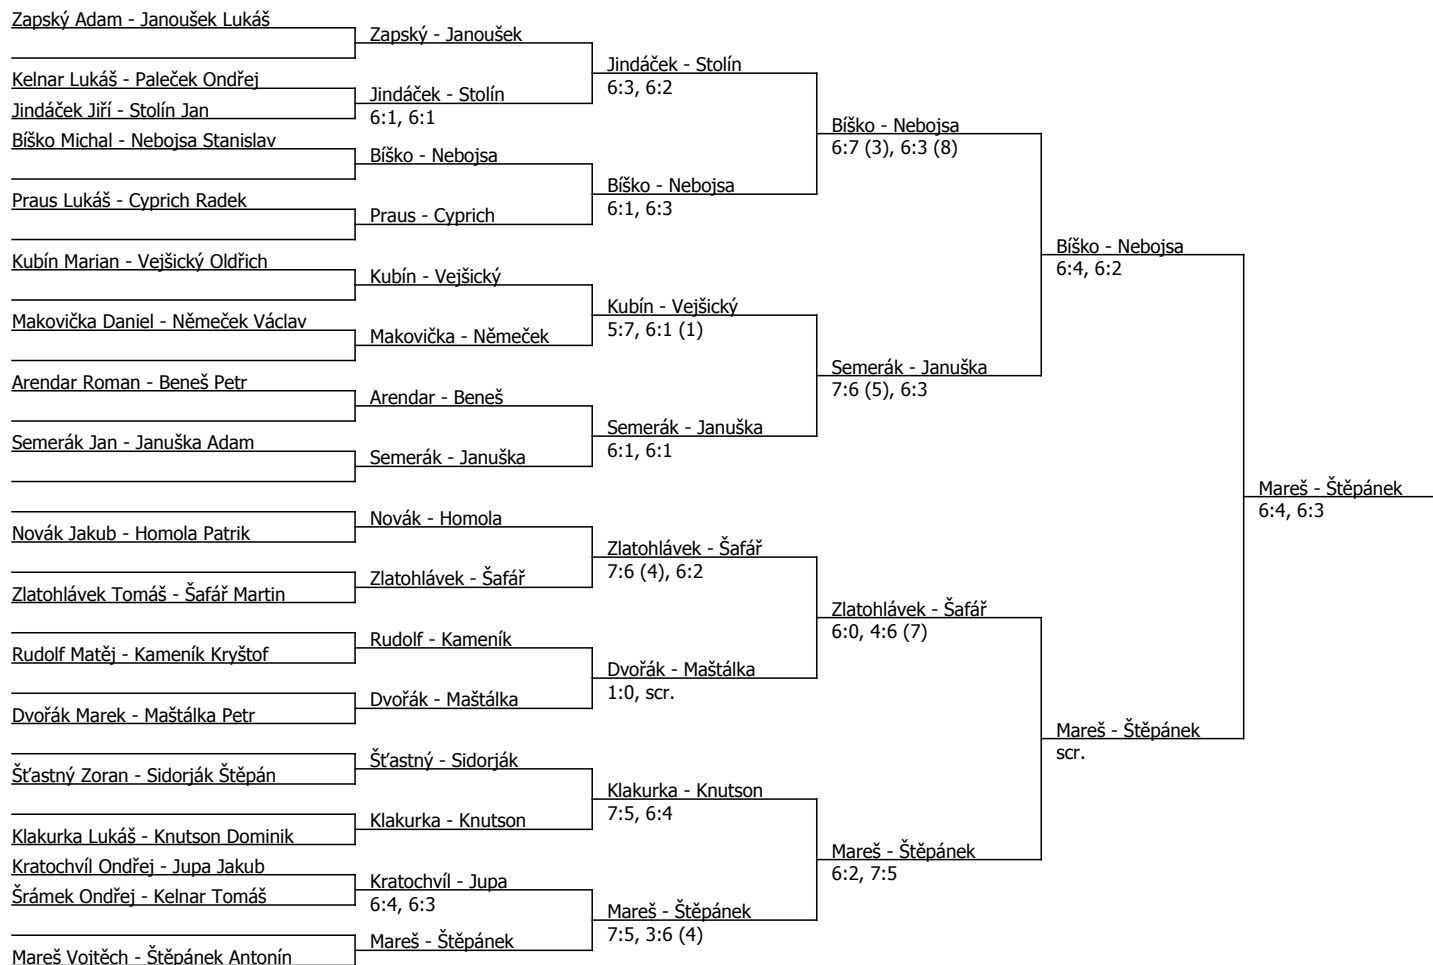 Zapský Adam - Janoušek Lukáš
Kelnar Lukáš - Paleček Ondřej
Jindáček Jiří - Stolín Jan
Bíško Michal - Nebojsa Stanislav
Praus Lukáš - Cyprich Radek
Kubín Marian - Vejšický Oldřich
Makovička Daniel - Němeček Václav
Arendar Roman - Beneš Petr
Semerák Jan - Januška Adam
Novák Jakub - Homola Patrik
Zlatohlávek Tomáš - Šafář Martin
Rudolf Matěj - Kameník Kryštof
Dvořák Marek - Maštálka Petr
Šťastný Zoran - Sidorják Štěpán
Klakurka Lukáš - Knutson Dominik
Kratochvíl Ondřej - Jupa Jakub
Šrámek Ondřej - Kelnar Tomáš
Mareš Vojtěch - Štěpánek Antonín
Zapský - Janoušek
Jindáček - Stolín
6:1, 6:1
Bíško - Nebojsa
Praus - Cyprich
Kubín - Vejšický
Makovička - Němeček
Arendar - Beneš
Semerák - Januška
Novák - Homola
Zlatohlávek - Šafář
Rudolf - Kameník
Dvořák - Maštálka
Šťastný - Sidorják
Klakurka - Knutson
Kratochvíl - Jupa
6:4, 6:3
Mareš - Štěpánek
Jindáček - Stolín
6:3, 6:2
Bíško - Nebojsa
6:1, 6:3
Kubín - Vejšický
5:7, 6:1 (1)
Semerák - Januška
6:1, 6:1
Zlatohlávek - Šafář
7:6 (4), 6:2
Dvořák - Maštálka
1:0, scr.
Klakurka - Knutson
7:5, 6:4
Mareš - Štěpánek
7:5, 3:6 (4)
Bíško - Nebojsa
6:7 (3), 6:3 (8)
Semerák - Januška
7:6 (5), 6:3
Zlatohlávek - Šafář
6:0, 4:6 (7)
Mareš - Štěpánek
6:2, 7:5
Bíško - Nebojsa
6:4, 6:2
Mareš - Štěpánek
scr.
Mareš - Štěpánek
6:4, 6:3